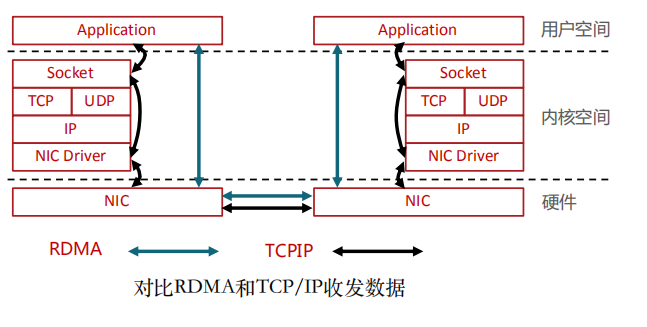 Application Application 用户空间
Socket Socket
TCP UDP TCP UDP 内核空间
IP IP
NIC Driver NIC Driver
NIC NIC 硬件
RDMA TCPIP
对比RDMA和TCP/IP收发数据